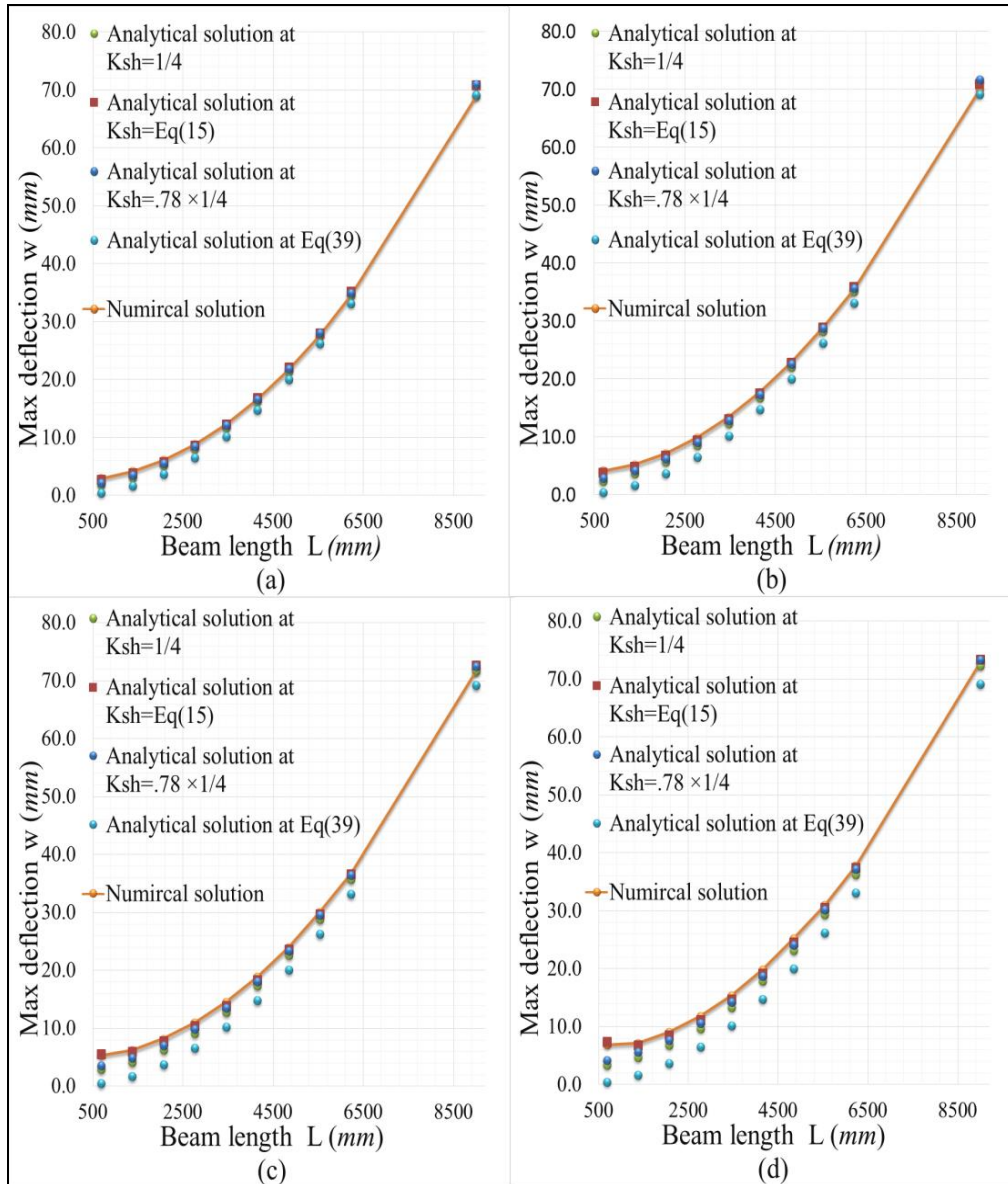 80.0
70.0
60.0
50.0
40.0
30.0
20.0
10.0
0.0
Max deflection w (mm)
Analytical solution at
Ksh=1/4
Analytical solution at
Ksh=Eq(15)
Analytical solution at
Ksh=.78 ×1/4
Analytical solution at Eq(39)
Numircal solution
500 2500 4500 6500 8500
Beam length L (mm)
(a)
80.0
70.0
60.0
50.0
40.0
30.0
20.0
10.0
0.0
Max deflection w (mm)
Analytical solution at
Ksh=1/4
Analytical solution at
Ksh=Eq(15)
Analytical solution at
Ksh=.78 ×1/4
Analytical solution at Eq(39)
Numircal solution
500 2500 4500 6500 8500
Beam length L (mm)
(b)
80.0
70.0
60.0
50.0
40.0
30.0
20.0
10.0
0.0
Max deflection w (mm)
Analytical solution at
Ksh=1/4
Analytical solution at
Ksh=Eq(15)
Analytical solution at
Ksh=.78 ×1/4
Analytical solution at Eq(39)
Numircal solution
500 2500 4500 6500 8500
Beam length L (mm)
(c)
80.0
70.0
60.0
50.0
40.0
30.0
20.0
10.0
0.0
Max deflection w (mm)
Analytical solution at
Ksh=1/4
Analytical solution at
Ksh=Eq(15)
Analytical solution at
Ksh=.78 ×1/4
Analytical solution at Eq(39)
Numircal solution
500 2500 4500 6500 8500
Beam length L (mm)
(d)